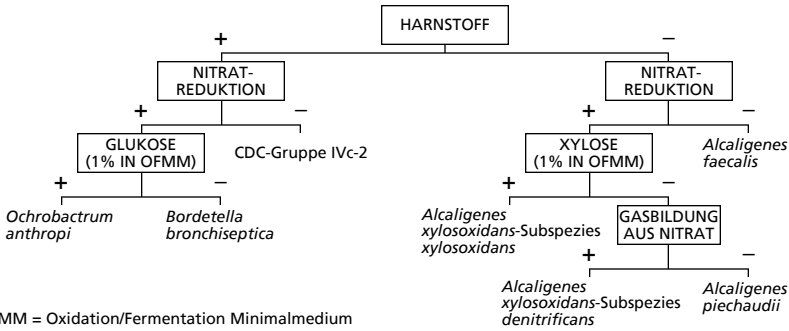 HARNSTOFF
+
–
NITRAT-
REDUKTION
NITRAT-
REDUKTION
+
–
+
–
GLUKOSE
(1% IN OFMM)
CDC-Gruppe IVc-2
XYLOSE
(1% IN OFMM)
Alcaligenes
faecalis
+
–
+
–
Ochrobactrum
anthropi
Bordetella
bronchiseptica
Alcaligenes
xylosoxidans-Subspezies
xylosoxidans
GASBILDUNG
AUS NITRAT
+
–
Alcaligenes
xylosoxidans-Subspezies
denitrificans
Alcaligenes
piechaudii
MM = Oxidation/Fermentation Minimalmedium